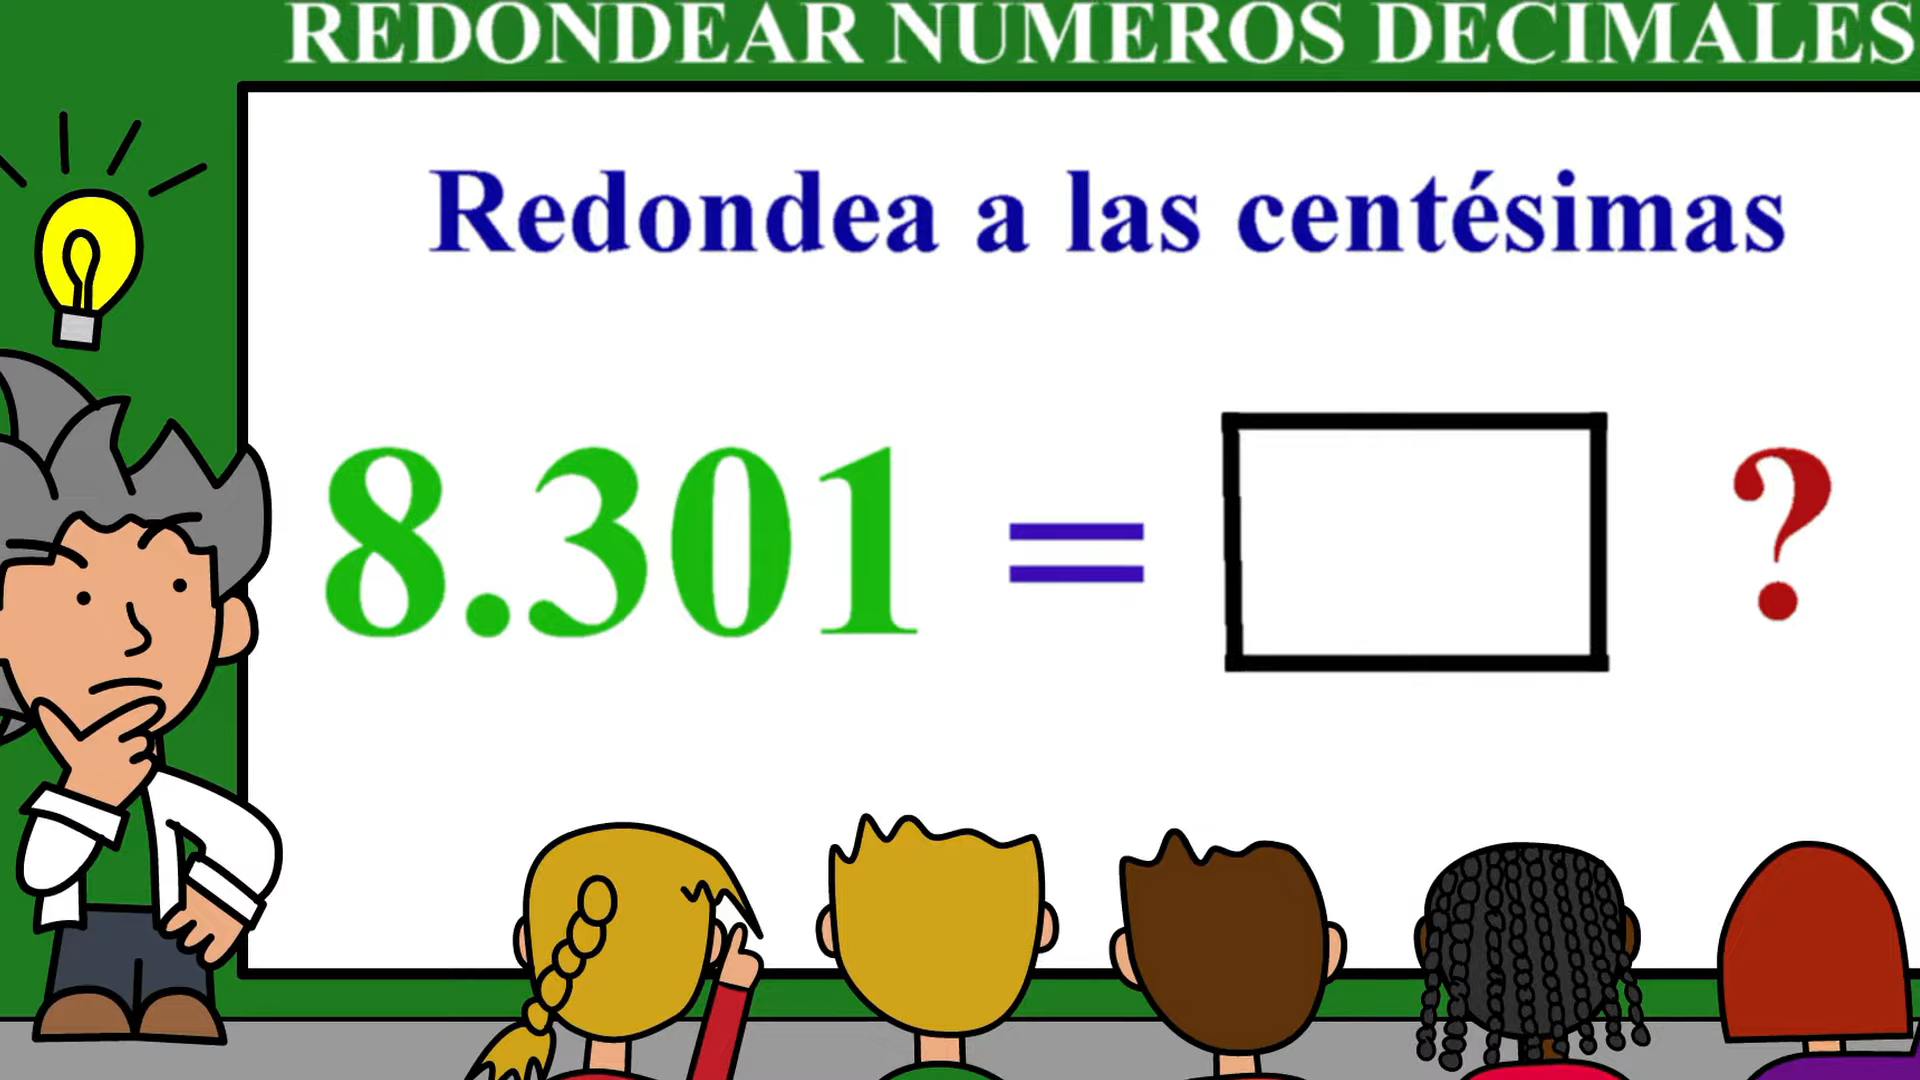 REDONDEAR NUMEROS DECIMALES
Redondea a las centésimas
8.301 = ?